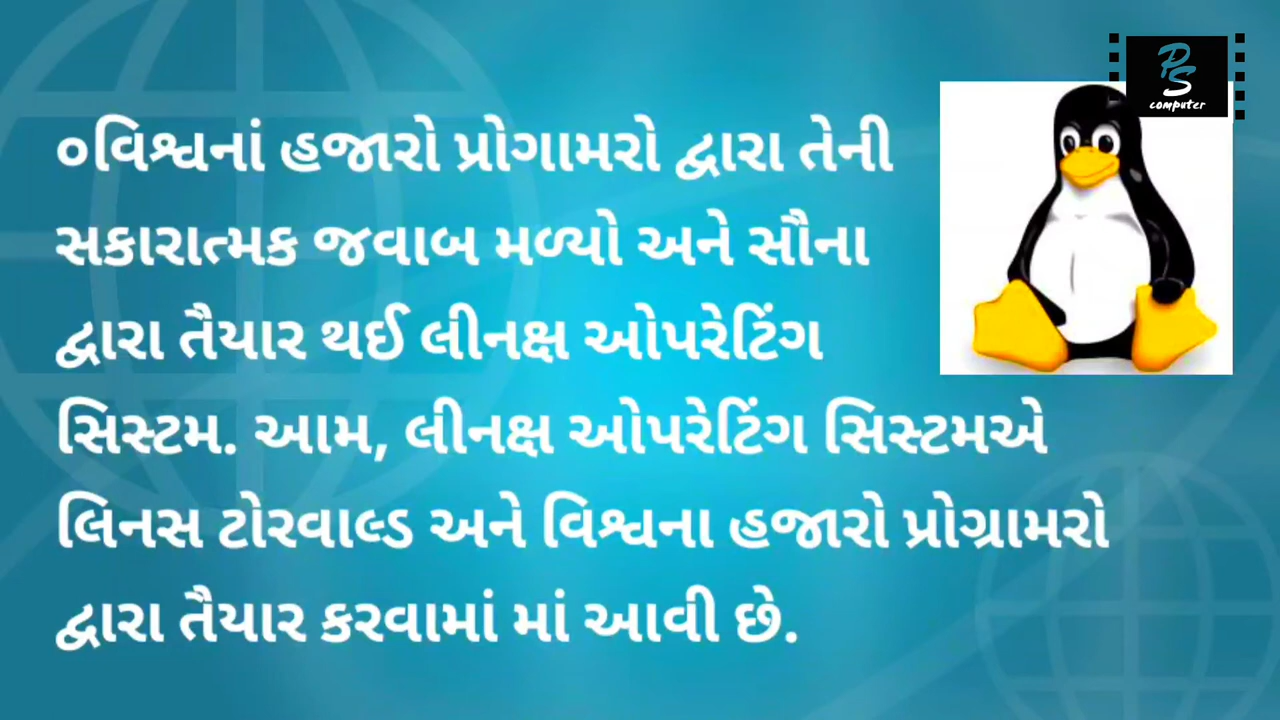 PS
computer
૦વિશ્વનાં હજારો પ્રોગામરો દ્વારા તેની
સકારાત્મક જવાબ મળ્યો અને સૌના
દ્વારા તૈયાર થઈ લીનક્ષ ઓપરેટિંગ
સિસ્ટમ. આમ, લીનક્ષ ઓપરેટિંગ સિસ્ટમએ
લિનસ ટોરવાલ્ડ અને વિશ્વના હજારો પ્રોગ્રામરો
દ્વારા તૈયાર કરવામાં માં આવી છે.